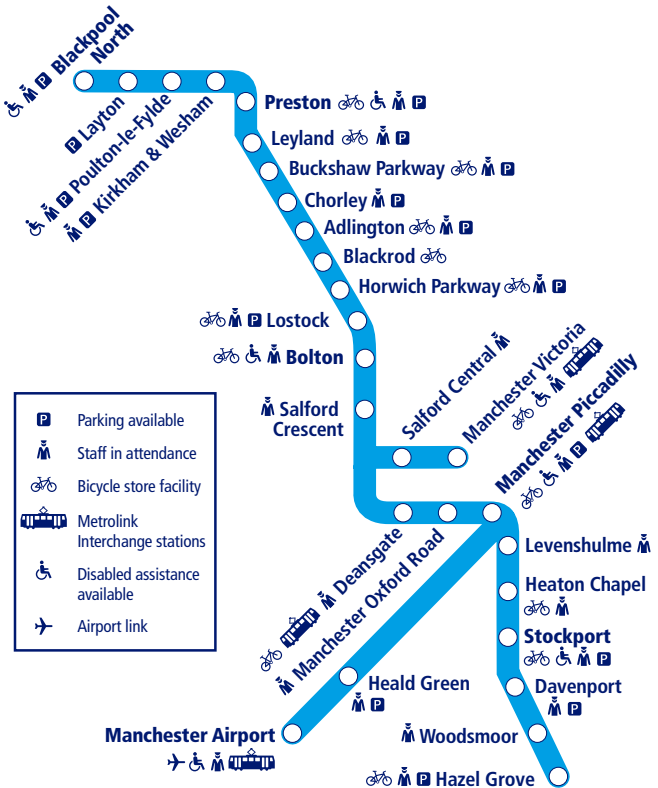 Blackpool
North
P Layton
Poulton-le-Fylde
P
Kirkham & Wesham
P
Preston P
Leyland P
Buckshaw Parkway P
Chorley P
Adlington P
Blackrod
Horwich Parkway P
P Lostock
Bolton
Salford
Crescent
Salford Central
Manchester Victoria
Manchester Piccadilly
P
Deansgate
Manchester Oxford Road
Levenshulme
Heaton Chapel
Stockport
P
Davenport
P
Woodsmoor
P Hazel Grove
Heald Green
P
Manchester Airport
P Parking available
Staff in attendance
Bicycle store facility
Metrolink
Interchange stations
Disabled assistance
available
Airport link